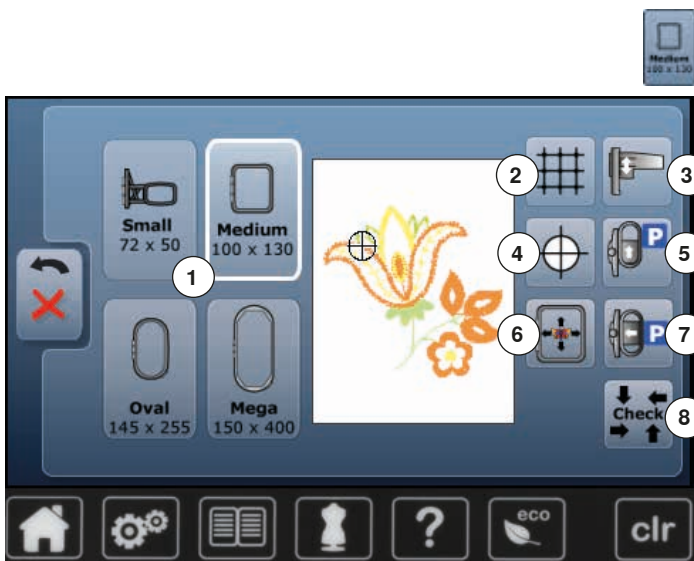 Medium
100 x 130
Small
72 x 50
Medium
100 x 130
1
Oval
145 x 255
Mega
150 x 400
2
3
4
P
5
6
P
7
Check
8
?
eco
clr